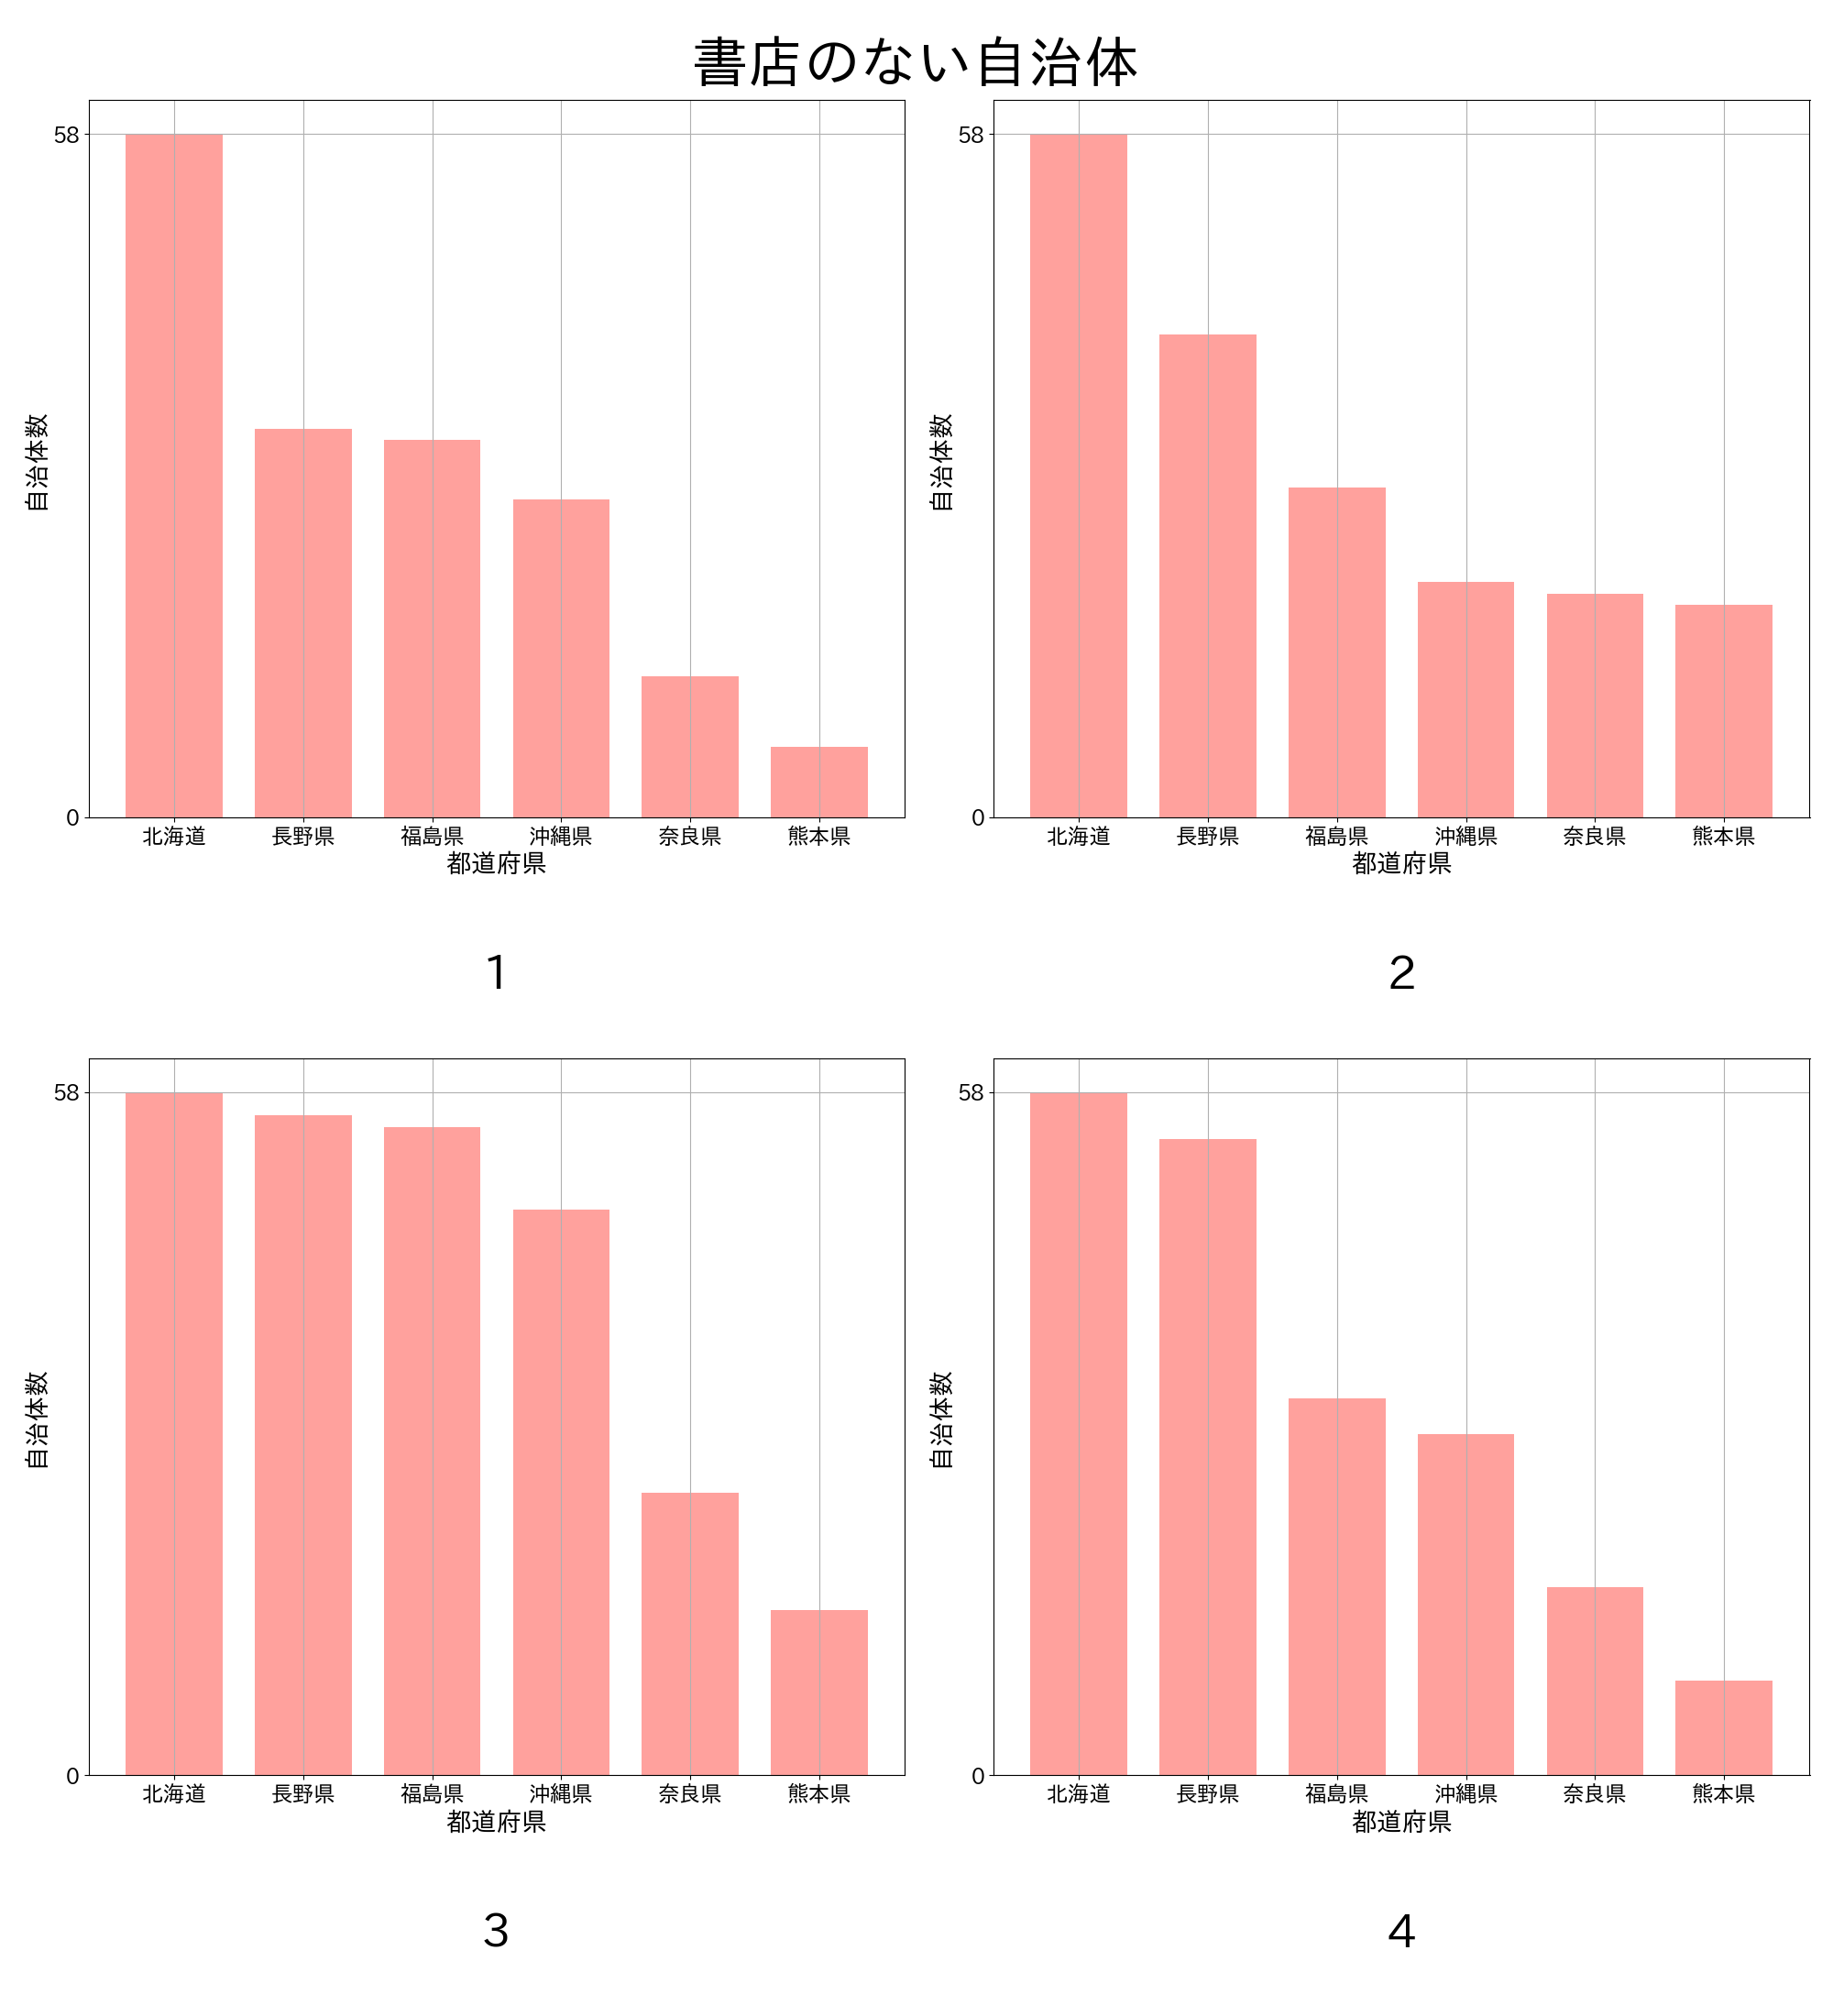 書店のない自治体
58
0
自治体数
北海道 長野県 福島県 沖縄県 奈良県 熊本県
都道府県
1
58
0
自治体数
北海道 長野県 福島県 沖縄県 奈良県 熊本県
都道府県
2
58
0
自治体数
北海道 長野県 福島県 沖縄県 奈良県 熊本県
都道府県
3
58
0
自治体数
北海道 長野県 福島県 沖縄県 奈良県 熊本県
都道府県
4